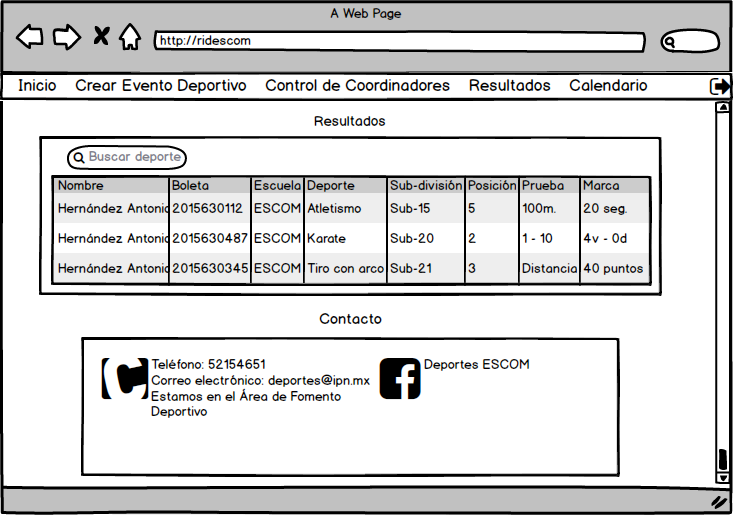 A Web Page
http://ridescom
Inicio Crear Evento Deportivo Control de Coordinadores Resultados Calendario
Resultados
Buscar deporte
Nombre Boleta Escuela Deporte Sub-división Posición Prueba Marca
Hernández Antonio 2015630112 ESCOM Atletismo Sub-15 5 100m. 20 seg.
Hernández Antonio 2015630487 ESCOM Karate Sub-20 2 1 - 10 4v - 0d
Hernández Antonio 2015630345 ESCOM Tiro con arco Sub-21 3 Distancia 40 puntos
Contacto
Teléfono: 52154651
Correo electrónico: deportes@ipn.mx
Estamos en el Área de Fomento
Deportivo
Deportes ESCOM